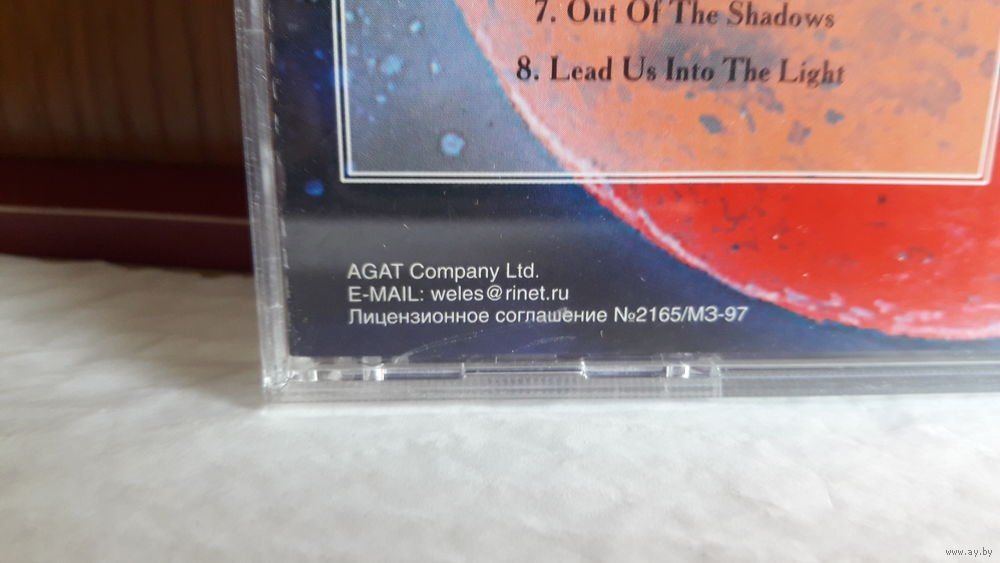 7. Out Of The Shadows
8. Lead Us Into The Light
AGAT Company Ltd.
E-MAIL: weles@rinet.ru
Лицензионное соглашение №2165/МЗ-97
www.ay.by